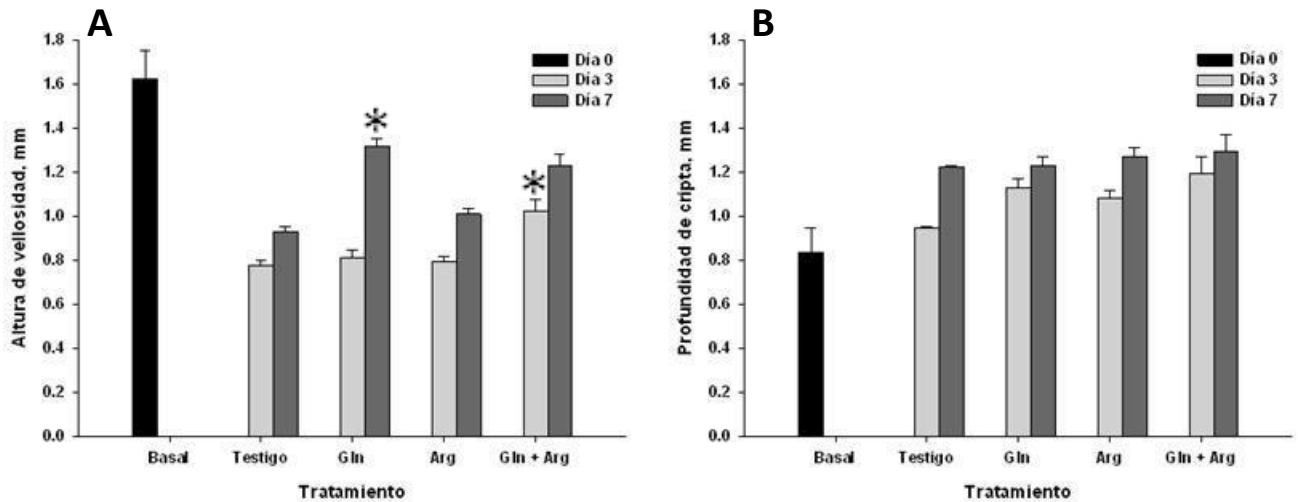 A
1.8
1.6
1.4
1.2
1.0
0.8
0.6
0.4
0.2
0.0
Altura de vellosidad, mm
Día 0
Día 3
Día 7
*
*
Basal Testigo Gln Arg Gln + Arg
Tratamiento
B
1.8
1.6
1.4
1.2
1.0
0.8
0.6
0.4
0.2
0.0
Profundidad de cripta, mm
Día 0
Día 3
Día 7
Basal Testigo Gln Arg Gln + Arg
Tratamiento